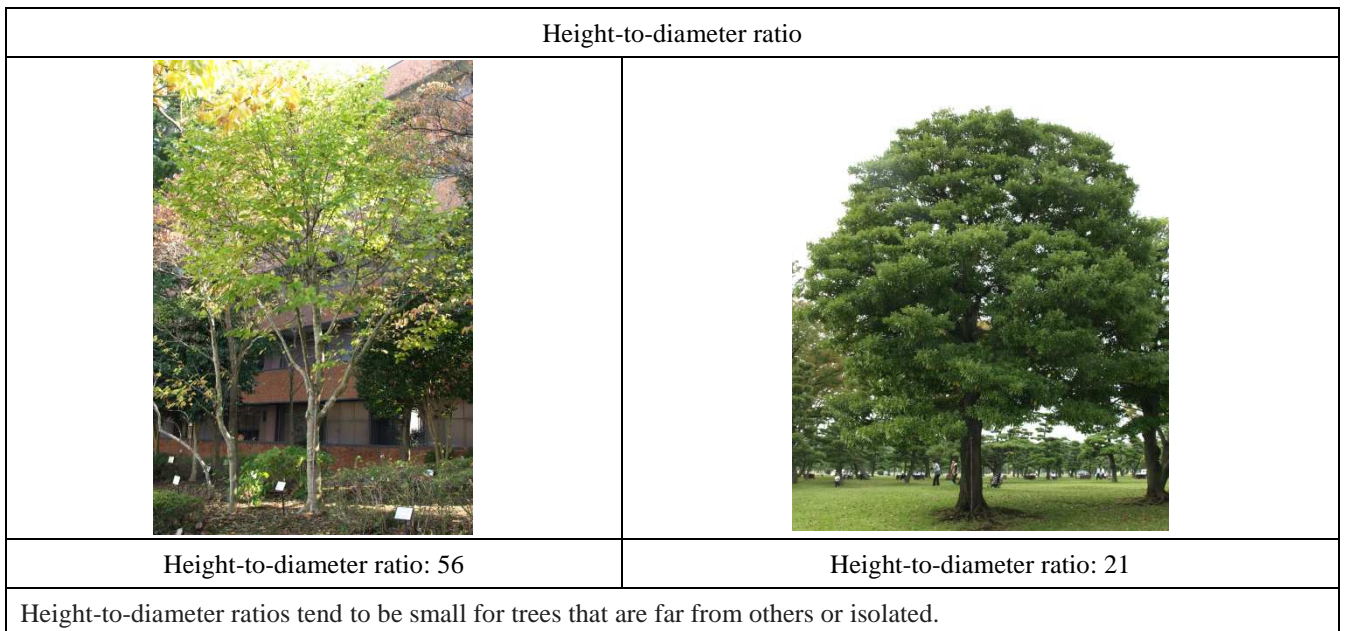 Height-to-diameter ratio
Height-to-diameter ratio: 56
Height-to-diameter ratio: 21
Height-to-diameter ratios tend to be small for trees that are far from others or isolated.